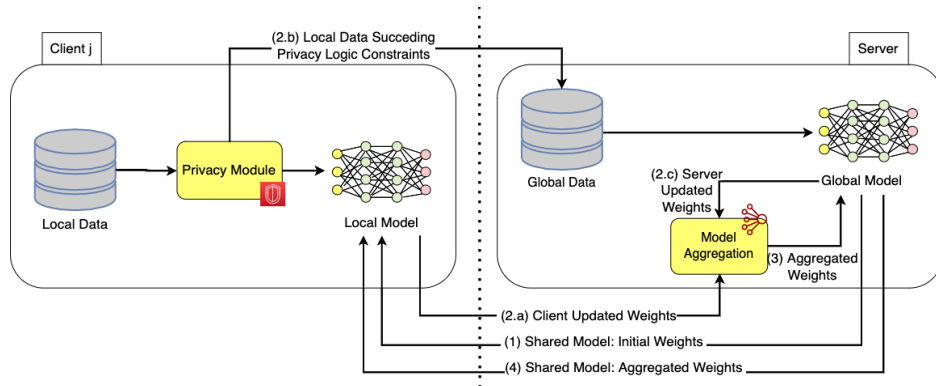 Client j
(2.b) Local Data Succeding
Privacy Logic Constraints
Server
Privacy Module
Local Data
Local Model
Global Data
(2.c) Server
Updated
Weights
Global Model
Model
Aggregation
(3) Aggregated
Weights
(2.a) Client Updated Weights
(1) Shared Model: Initial Weights
(4) Shared Model: Aggregated Weights